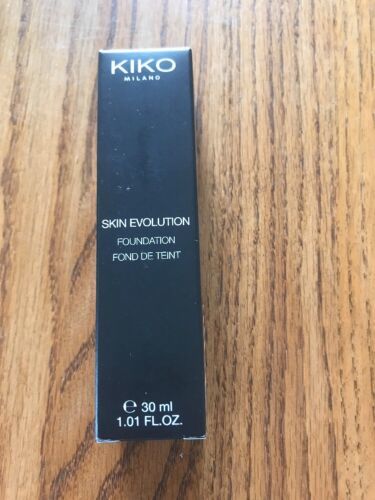 KIKO
MILANO
SKIN EVOLUTION
FOUNDATION
FOND DE TEINT
℮ 30 ml
1.01 FL.OZ.